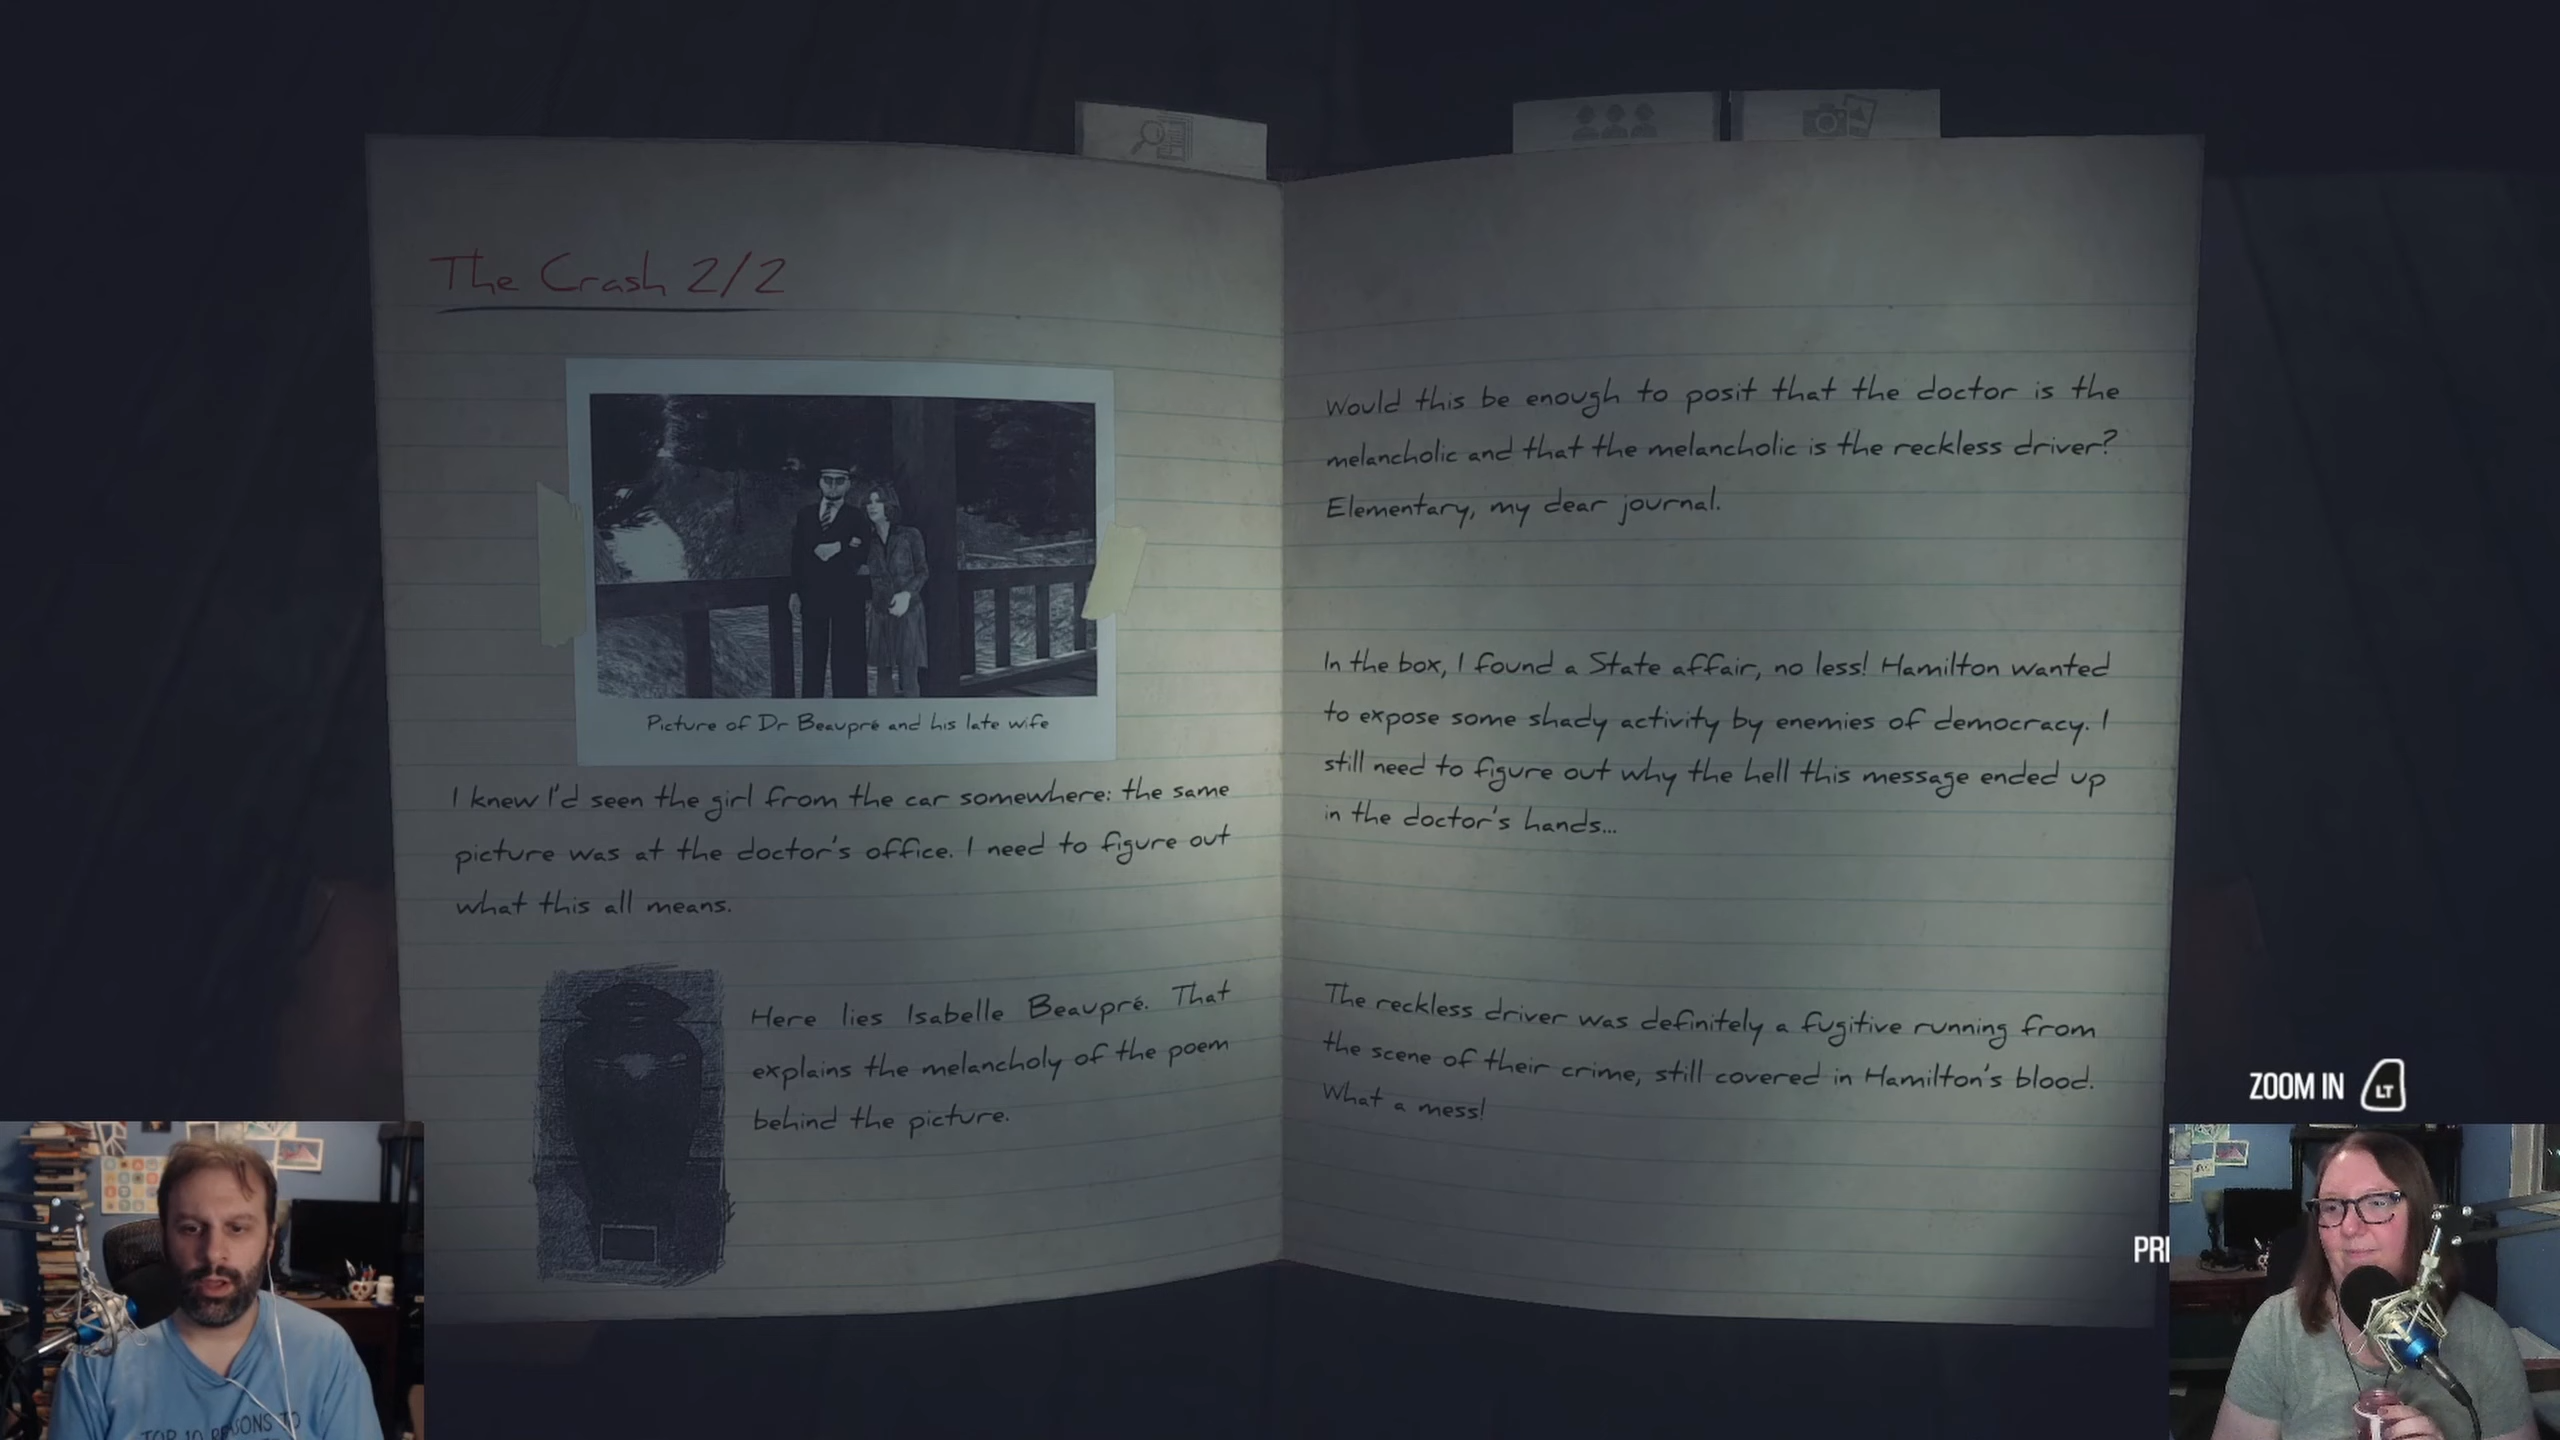 The Crash 2/2
Picture of Dr Beaupré and his late wife
I knew I'd seen the girl from the car somewhere: the same
picture was at the doctor's office. I need to figure out
what this all means.
Here lies Isabelle Beaupré. That
explains the melancholy of the poem
behind the picture.
Would this be enough to posit that the doctor is the
melancholic and that the melancholic is the reckless driver?
Elementary, my dear journal.
In the box, I found a State affair, no less! Hamilton wanted
to expose some shady activity by enemies of democracy. I
still need to figure out why the hell this message ended up
in the doctor's hands...
The reckless driver was definitely a fugitive running from
the scene of their crime, still covered in Hamilton's blood.
What a mess!
ZOOM IN LT
PRI
TOP 10 REASONS TO